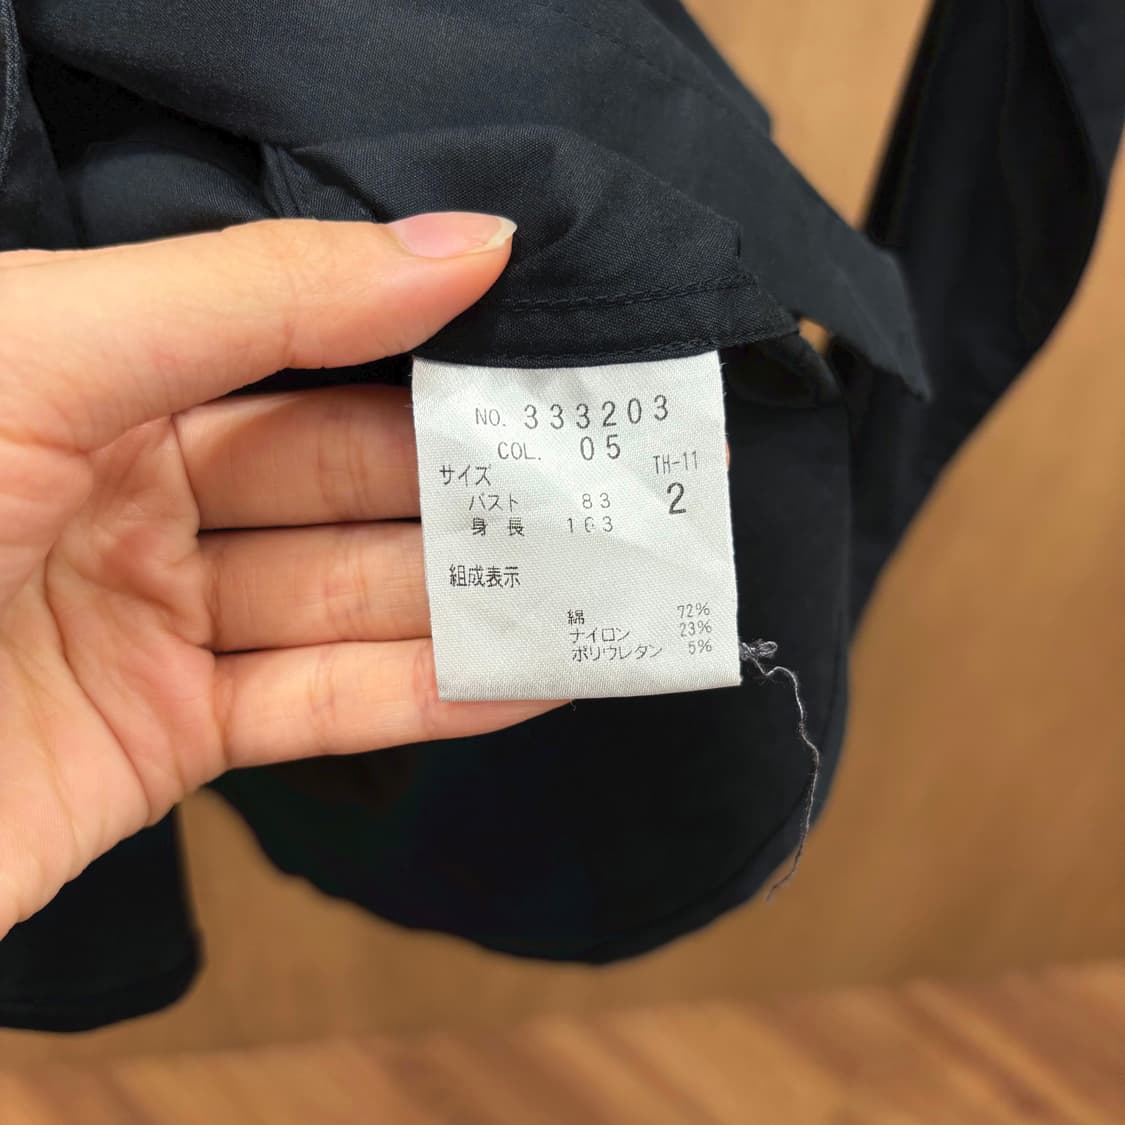 NO. 333203
COL. 05
サイズ TH-11
バスト 83 2
身長 163
組成表示
綿 72%
ナイロン 23%
ポリウレタン 5%